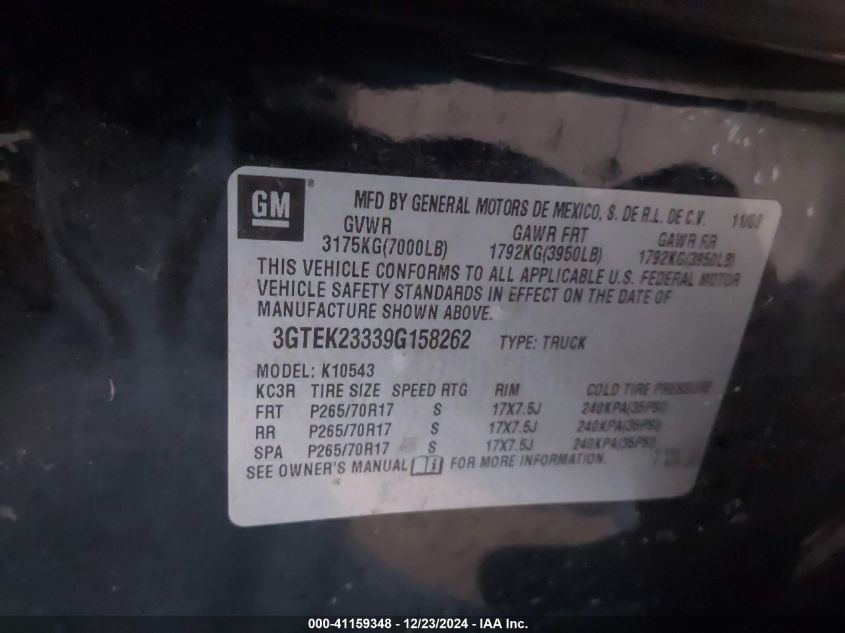 GM
MFD BY GENERAL MOTORS DE MEXICO, S. DE R.L. DE C.V. 11/08
GVWR GAWR FRT GAWR RR
3175KG(7000LB) 1792KG(3950LB) 1792KG(3950LB)
THIS VEHICLE CONFORMS TO ALL APPLICABLE U.S. FEDERAL MOTOR
VEHICLE SAFETY STANDARDS IN EFFECT ON THE DATE OF
MANUFACTURE SHOWN ABOVE.
3GTEK23339G158262 TYPE: TRUCK
MODEL: K10543
KC3R TIRE SIZE SPEED RTG RIM COLD TIRE PRESSURE
FRT P265/70R17 S 17X7.5J 240KPA(35PSI)
RR P265/70R17 S 17X7.5J 240KPA(35PSI)
SPA P265/70R17 S 17X7.5J 240KPA(35PSI)
SEE OWNER'S MANUAL FOR MORE INFORMATION.
000-41159348 | 12/23/2024 - IAA Inc.